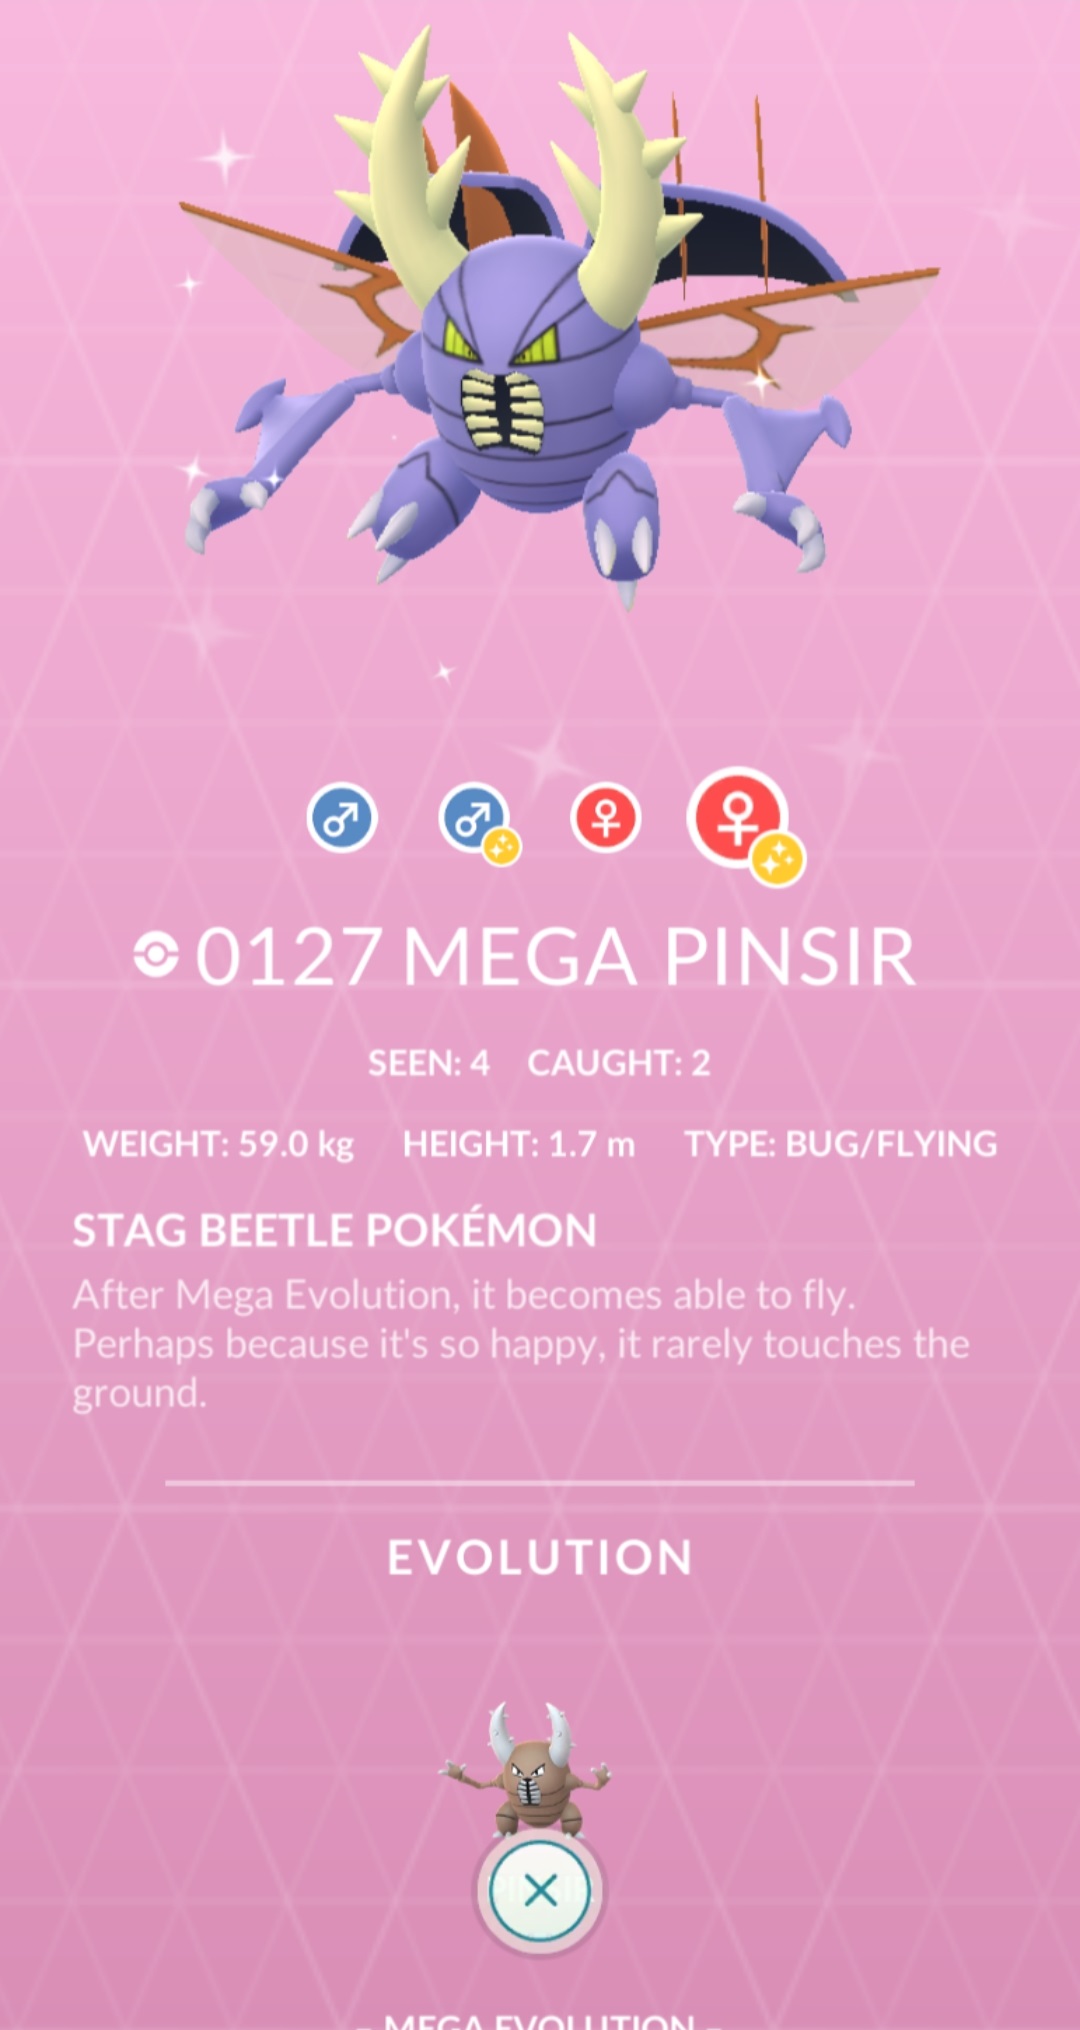 0127 MEGA PINSIR
SEEN: 4 CAUGHT: 2
WEIGHT: 59.0 kg HEIGHT: 1.7 m TYPE: BUG/FLYING
STAG BEETLE POKÉMON
After Mega Evolution, it becomes able to fly.
Perhaps because it's so happy, it rarely touches the
ground.
EVOLUTION
- MEGA EVOLUTION -